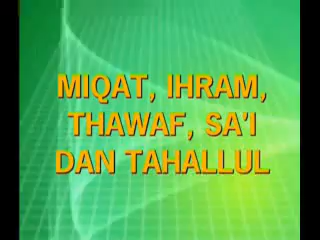 MIQAT, IHRAM,
THAWAF, SA'I
DAN TAHALLUL